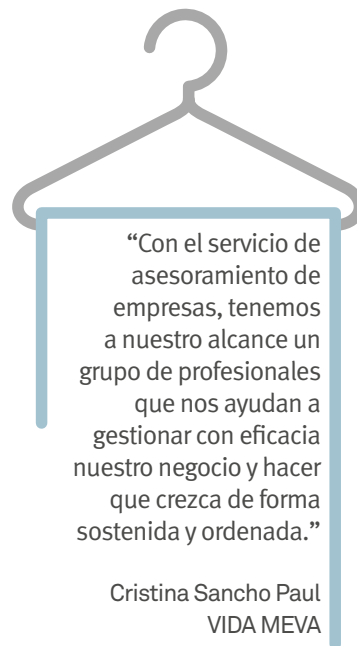 “Con el servicio de
asesoramiento de
empresas, tenemos
a nuestro alcance un
grupo de profesionales
que nos ayudan a
gestionar con eficacia
nuestro negocio y hacer
que crezca de forma
sostenida y ordenada.”
Cristina Sancho Paul
VIDA MEVA